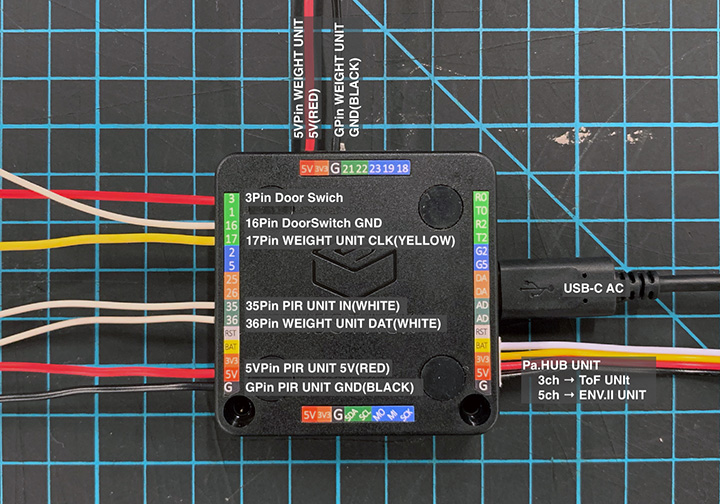 5VPin WEIGHT UNIT
5V(RED)
GPin WEIGHT UNIT
GND(BLACK)
5V 3V3 G 21 22 23 19 18
3 3Pin Door Swich
1
16 16Pin DoorSwitch GND
17 17Pin WEIGHT UNIT CLK(YELLOW)
2
5
25
26
35 35Pin PIR UNIT IN(WHITE)
36 36Pin WEIGHT UNIT DAT(WHITE)
RST
BAT
3V3
5V 5VPin PIR UNIT 5V(RED)
G GPin PIR UNIT GND(BLACK)
R0
T0
R2
T2
G2
G5
DA
DA
AD
AD
RST
BAT
3V3
5V
G
USB-C AC
Pa.HUB UNIT
3ch → ToF UNIt
5ch → ENV.II UNIT
5V 3V3 G SDA SCL MO MI SCK